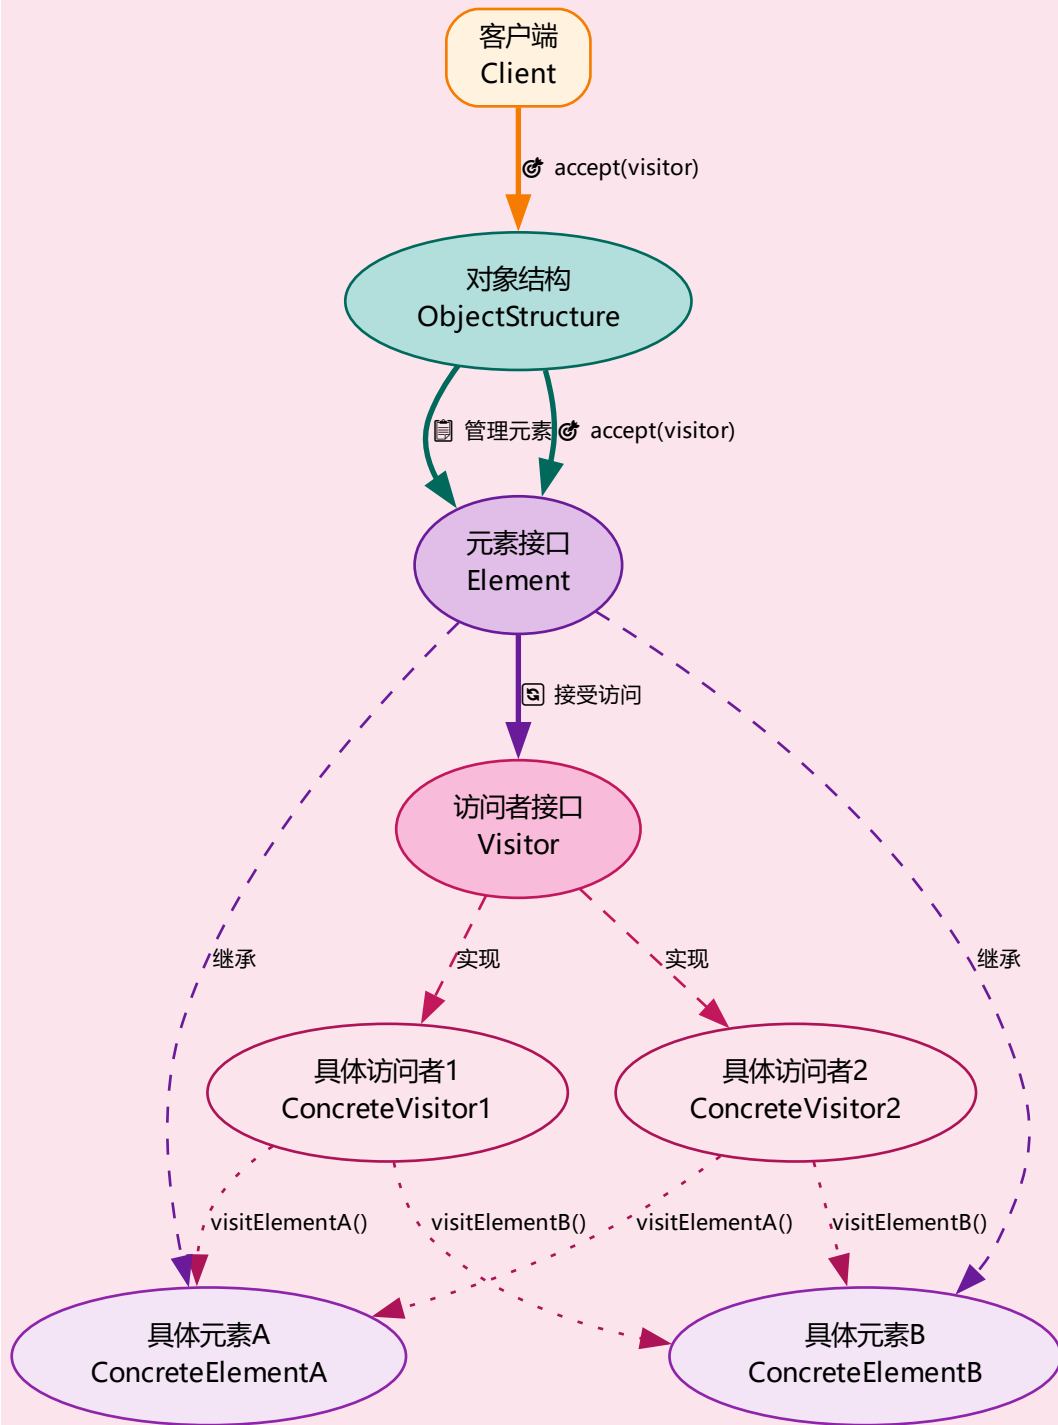 客户端
Client
🎯 accept(visitor)
对象结构
ObjectStructure
📋 管理元素
🎯 accept(visitor)
元素接口
Element
🔄 接受访问
访问者接口
Visitor
继承
实现
实现
继承
具体访问者1
ConcreteVisitor1
具体访问者2
ConcreteVisitor2
visitElementA()
visitElementB()
visitElementA()
visitElementB()
具体元素A
ConcreteElementA
具体元素B
ConcreteElementB